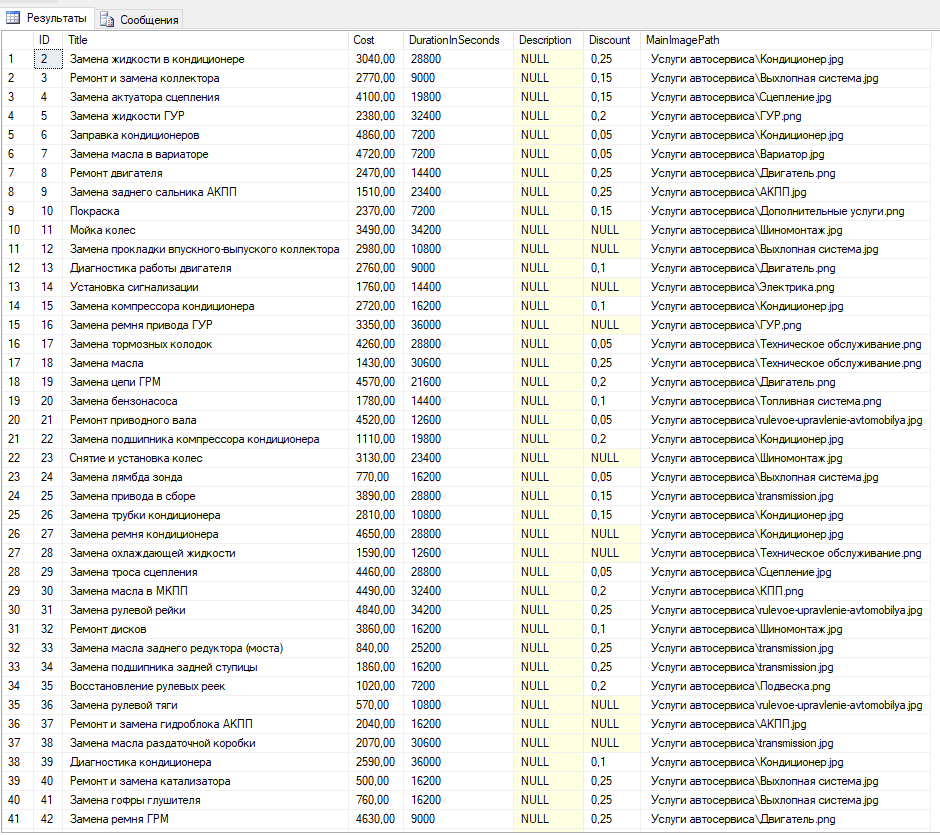 Результаты Сообщения
ID Title Cost DurationInSeconds Description Discount MainImagePath
1 2 Замена жидкости в кондиционере 3040,00 28800 NULL 0,25 Услуги автосервиса\Кондиционер.jpg
2 3 Ремонт и замена коллектора 2770,00 9000 NULL 0,15 Услуги автосервиса\Выхлопная система.jpg
3 4 Замена актуатора сцепления 4100,00 19800 NULL 0,15 Услуги автосервиса\Сцепление.jpg
4 5 Замена жидкости ГУР 2380,00 32400 NULL 0,2 Услуги автосервиса\ГУР.png
5 6 Заправка кондиционеров 4860,00 7200 NULL 0,05 Услуги автосервиса\Кондиционер.jpg
6 7 Замена масла в вариаторе 4720,00 7200 NULL 0,05 Услуги автосервиса\Вариатор.jpg
7 8 Ремонт двигателя 2470,00 14400 NULL 0,25 Услуги автосервиса\Двигатель.png
8 9 Замена заднего сальника АКПП 1510,00 23400 NULL 0,25 Услуги автосервиса\АКПП.jpg
9 10 Покраска 2370,00 7200 NULL 0,15 Услуги автосервиса\Дополнительные услуги.png
10 11 Мойка колес 3490,00 34200 NULL NULL Услуги автосервиса\Шиномонтаж.jpg
11 12 Замена прокладки впускного-выпуского коллектора 2980,00 10800 NULL NULL Услуги автосервиса\Выхлопная система.jpg
12 13 Диагностика работы двигателя 2760,00 9000 NULL 0,1 Услуги автосервиса\Двигатель.png
13 14 Установка сигнализации 1760,00 14400 NULL NULL Услуги автосервиса\Электрика.png
14 15 Замена компрессора кондиционера 2720,00 16200 NULL 0,1 Услуги автосервиса\Кондиционер.jpg
15 16 Замена ремня привода ГУР 3350,00 36000 NULL NULL Услуги автосервиса\ГУР.png
16 17 Замена тормозных колодок 4260,00 28800 NULL 0,05 Услуги автосервиса\Техническое обслуживание.png
17 18 Замена масла 1430,00 30600 NULL 0,25 Услуги автосервиса\Техническое обслуживание.png
18 19 Замена цепи ГРМ 4570,00 21600 NULL 0,2 Услуги автосервиса\Двигатель.png
19 20 Замена бензонасоса 1780,00 14400 NULL 0,1 Услуги автосервиса\Топливная система.png
20 21 Ремонт приводного вала 4520,00 12600 NULL 0,05 Услуги автосервиса\rulevoe-upravlenie-avtomobilya.jpg
21 22 Замена подшипника компрессора кондиционера 1110,00 19800 NULL 0,2 Услуги автосервиса\Кондиционер.jpg
22 23 Снятие и установка колес 3130,00 23400 NULL NULL Услуги автосервиса\Шиномонтаж.jpg
23 24 Замена лямбда зонда 770,00 16200 NULL 0,05 Услуги автосервиса\Выхлопная система.jpg
24 25 Замена привода в сборе 3890,00 28800 NULL 0,15 Услуги автосервиса\transmission.jpg
25 26 Замена трубки кондиционера 2810,00 10800 NULL 0,15 Услуги автосервиса\Кондиционер.jpg
26 27 Замена ремня кондиционера 4650,00 28800 NULL NULL Услуги автосервиса\Кондиционер.jpg
27 28 Замена охлаждающей жидкости 1590,00 12600 NULL NULL Услуги автосервиса\Техническое обслуживание.png
28 29 Замена троса сцепления 4460,00 28800 NULL 0,05 Услуги автосервиса\Сцепление.jpg
29 30 Замена масла в МКПП 4490,00 32400 NULL 0,2 Услуги автосервиса\КПП.png
30 31 Замена рулевой рейки 4840,00 34200 NULL 0,25 Услуги автосервиса\rulevoe-upravlenie-avtomobilya.jpg
31 32 Ремонт дисков 3860,00 16200 NULL 0,1 Услуги автосервиса\Шиномонтаж.jpg
32 33 Замена масла заднего редуктора (моста) 840,00 25200 NULL 0,25 Услуги автосервиса\transmission.jpg
33 34 Замена подшипника задней ступицы 1860,00 16200 NULL 0,25 Услуги автосервиса\transmission.jpg
34 35 Восстановление рулевых реек 1020,00 7200 NULL 0,2 Услуги автосервиса\Подвеска.png
35 36 Замена рулевой тяги 570,00 10800 NULL NULL Услуги автосервиса\rulevoe-upravlenie-avtomobilya.jpg
36 37 Ремонт и замена гидроблока АКПП 2040,00 16200 NULL NULL Услуги автосервиса\АКПП.jpg
37 38 Замена масла раздаточной коробки 2070,00 30600 NULL NULL Услуги автосервиса\transmission.jpg
38 39 Диагностика кондиционера 2590,00 36000 NULL 0,1 Услуги автосервиса\Кондиционер.jpg
39 40 Ремонт и замена катализатора 500,00 16200 NULL 0,25 Услуги автосервиса\Выхлопная система.jpg
40 41 Замена гофры глушителя 760,00 16200 NULL 0,25 Услуги автосервиса\Выхлопная система.jpg
41 42 Замена ремня ГРМ 4630,00 9000 NULL 0,25 Услуги автосервиса\Двигатель.png